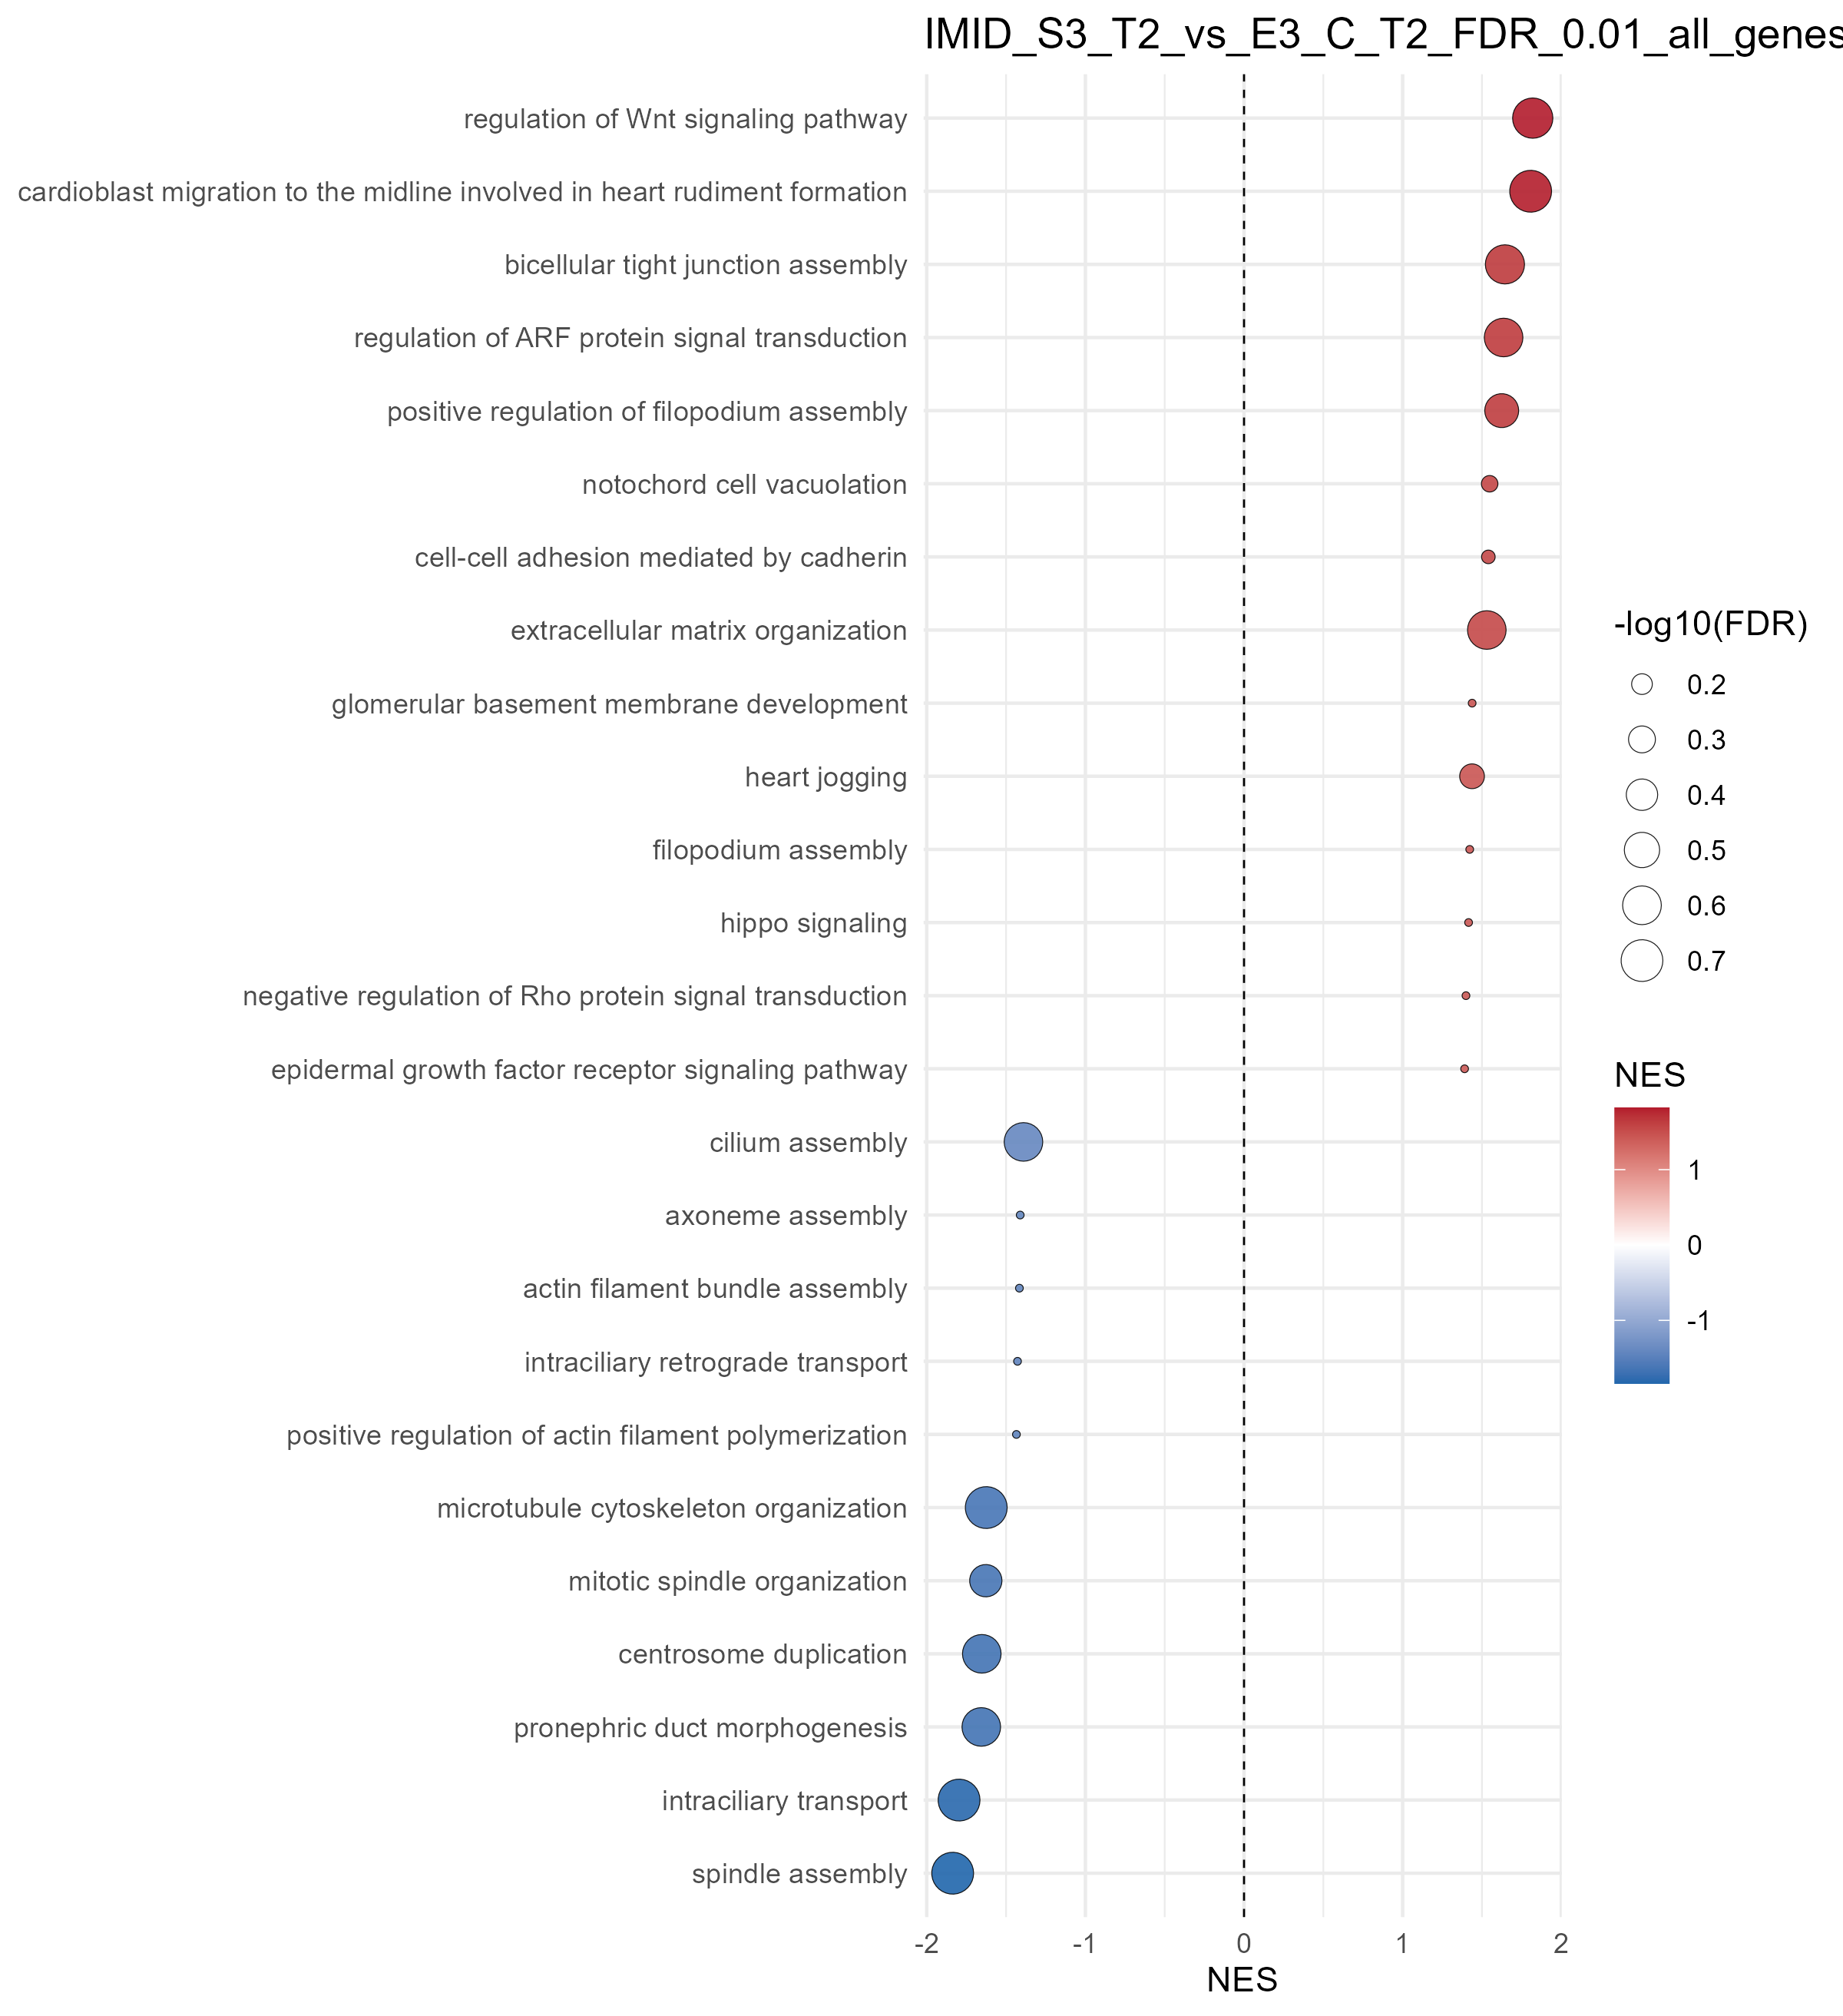 IMID_S3_T2_vs_E3_C_T2_FDR_0.01_all_genes
regulation of Wnt signaling pathway
cardioblast migration to the midline involved in heart rudiment formation
bicellular tight junction assembly
regulation of ARF protein signal transduction
positive regulation of filopodium assembly
notochord cell vacuolation
cell-cell adhesion mediated by cadherin
extracellular matrix organization
glomerular basement membrane development
heart jogging
filopodium assembly
hippo signaling
negative regulation of Rho protein signal transduction
epidermal growth factor receptor signaling pathway
cilium assembly
axoneme assembly
actin filament bundle assembly
intraciliary retrograde transport
positive regulation of actin filament polymerization
microtubule cytoskeleton organization
mitotic spindle organization
centrosome duplication
pronephric duct morphogenesis
intraciliary transport
spindle assembly
-2 -1 0 1 2
NES
-log10(FDR)
0.2
0.3
0.4
0.5
0.6
0.7
NES
1
0
-1